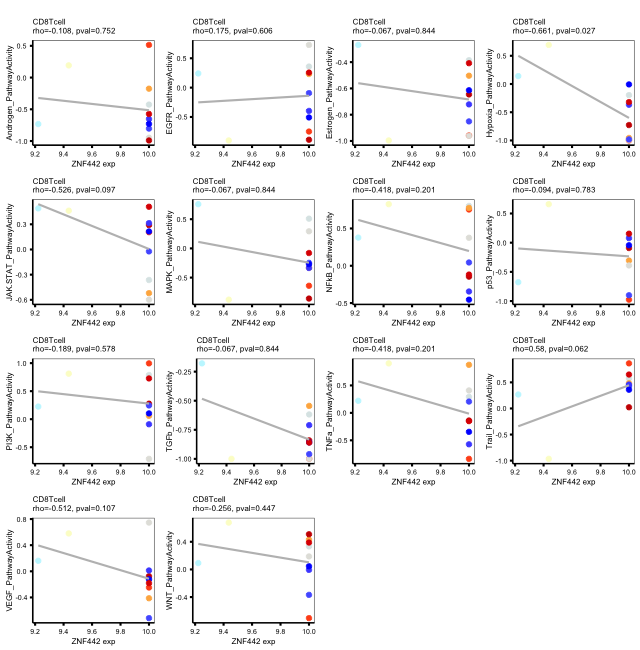 CD8Tcell
rho=-0.108, pval=0.752
Androgen_PathwayActivity
0.5
0.0
-0.5
-1.0
9.2 9.4 9.6 9.8 10.0
ZNF442 exp
CD8Tcell
rho=0.175, pval=0.606
EGFR_PathwayActivity
0.5
0.0
-0.5
9.2 9.4 9.6 9.8 10.0
ZNF442 exp
CD8Tcell
rho=-0.067, pval=0.844
Estrogen_PathwayActivity
-0.4
-0.6
-0.8
-1.0
9.2 9.4 9.6 9.8 10.0
ZNF442 exp
CD8Tcell
rho=-0.661, pval=0.027
Hypoxia_PathwayActivity
0.5
0.0
-0.5
-1.0
9.2 9.4 9.6 9.8 10.0
ZNF442 exp
CD8Tcell
rho=-0.526, pval=0.097
JAK-STAT_PathwayActivity
0.3
0.0
-0.3
-0.6
9.2 9.4 9.6 9.8 10.0
ZNF442 exp
CD8Tcell
rho=-0.067, pval=0.844
MAPK_PathwayActivity
0.5
0.0
-0.5
9.2 9.4 9.6 9.8 10.0
ZNF442 exp
CD8Tcell
rho=-0.418, pval=0.201
NFkB_PathwayActivity
0.5
0.0
-0.5
9.2 9.4 9.6 9.8 10.0
ZNF442 exp
CD8Tcell
rho=-0.094, pval=0.783
p53_PathwayActivity
0.5
0.0
-0.5
-1.0
9.2 9.4 9.6 9.8 10.0
ZNF442 exp
CD8Tcell
rho=-0.189, pval=0.578
PI3K_PathwayActivity
1.0
0.5
0.0
-0.5
9.2 9.4 9.6 9.8 10.0
ZNF442 exp
CD8Tcell
rho=-0.067, pval=0.844
TGFb_PathwayActivity
-0.25
-0.50
-0.75
-1.00
9.2 9.4 9.6 9.8 10.0
ZNF442 exp
CD8Tcell
rho=-0.418, pval=0.201
TNFa_PathwayActivity
0.5
0.0
-0.5
9.2 9.4 9.6 9.8 10.0
ZNF442 exp
CD8Tcell
rho=0.58, pval=0.062
Trail_PathwayActivity
0.5
0.0
-0.5
-1.0
9.2 9.4 9.6 9.8 10.0
ZNF442 exp
CD8Tcell
rho=-0.512, pval=0.107
VEGF_PathwayActivity
0.8
0.4
0.0
-0.4
9.2 9.4 9.6 9.8 10.0
ZNF442 exp
CD8Tcell
rho=-0.256, pval=0.447
WNT_PathwayActivity
0.4
0.0
-0.4
9.2 9.4 9.6 9.8 10.0
ZNF442 exp